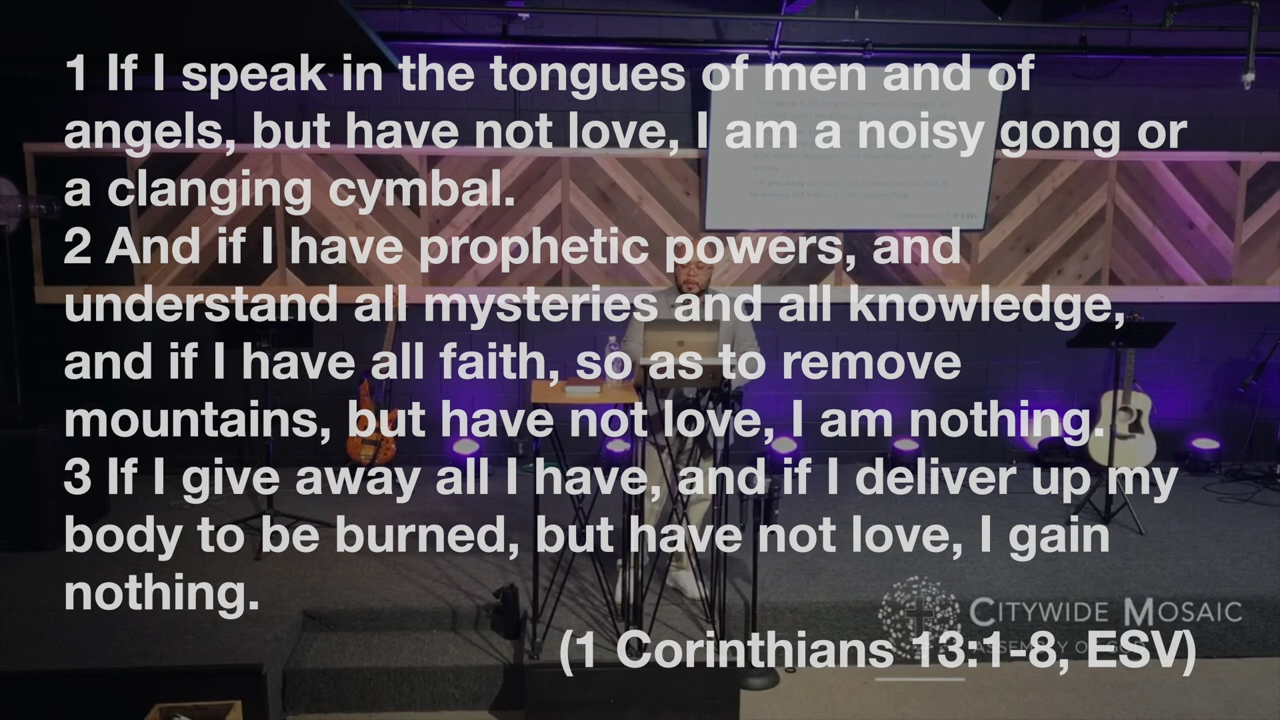 1 If I speak in the tongues of men and of
angels, but have not love, I am a noisy gong or
a clanging cymbal.
2 And if I have prophetic powers, and
understand all mysteries and all knowledge,
and if I have all faith, so as to remove
mountains, but have not love, I am nothing.
3 If I give away all I have, and if I deliver up my
body to be burned, but have not love, I gain
nothing.
(1 Corinthians 13:1-8, ESV)
CITYWIDE MOSAIC
ASSEMBLY OF GOD